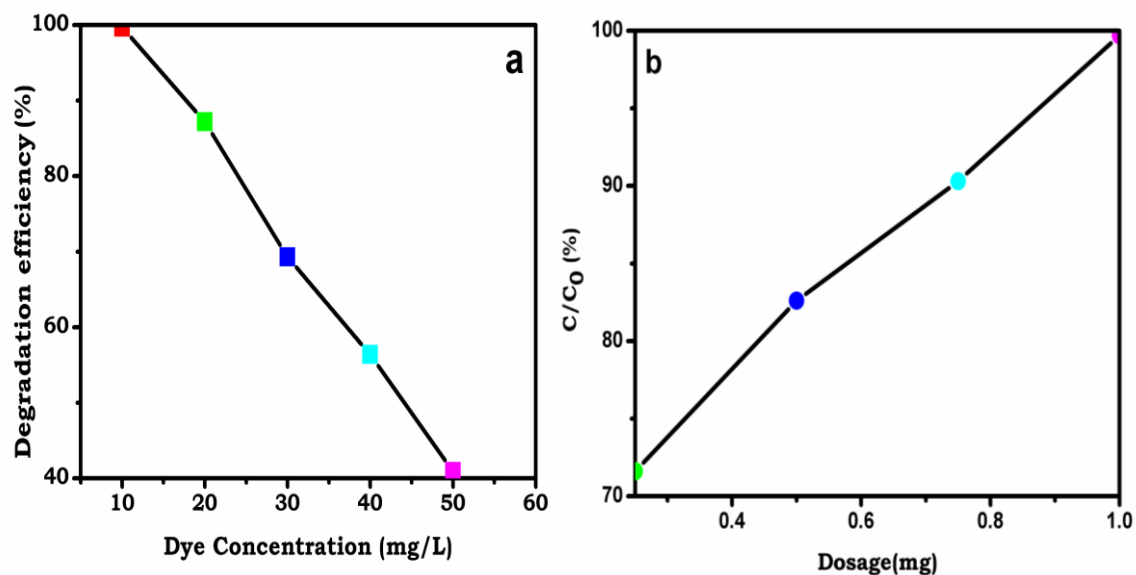 a
Degradation efficiency (%)
100
80
60
40
10 20 30 40 50 60
Dye Concentration (mg/L)
b
C/C0 (%)
100
90
80
70
0.4 0.6 0.8 1.0
Dosage(mg)